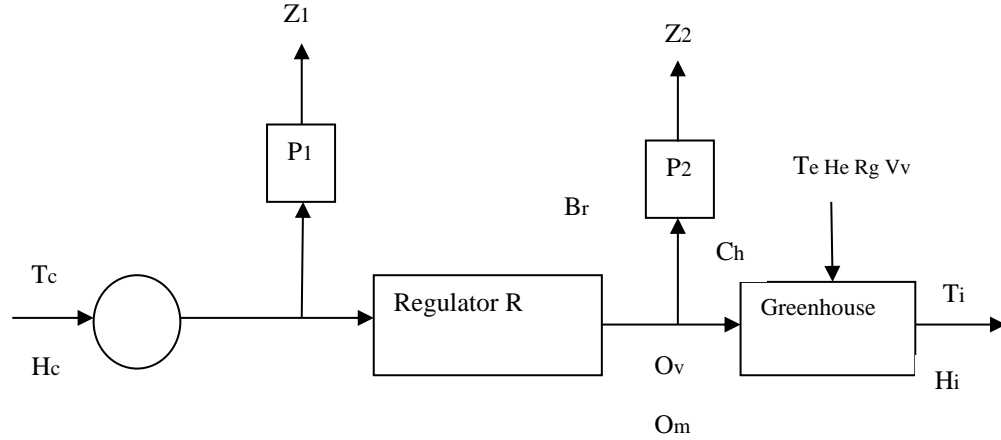 Z1
Z2
P1
P2
Te He Rg Vv
Br
Ch
Tc
Regulator R
Greenhouse
Ti
Hc
Ov
Hi
Om